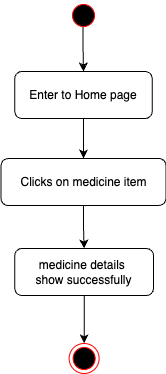 Enter to Home page
Clicks on medicine item
medicine details
show successfully